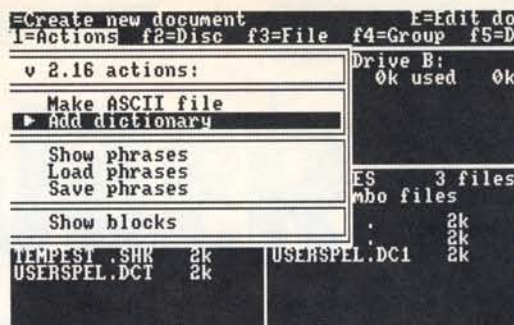 =Create new document E=Edit do
1=Actions f2=Disc f3=File f4=Group f5=D
v 2.16 actions:
Make ASCII file
▶ Add dictionary
Show phrases
Load phrases
Save phrases
Show blocks
Drive B:
0k used 0k
ES 3 files
mbo files
. 2k
. 2k
TEMPEST .SHK 2k USERSPEL.DC1 2k
USERSPEL.DCT 2k